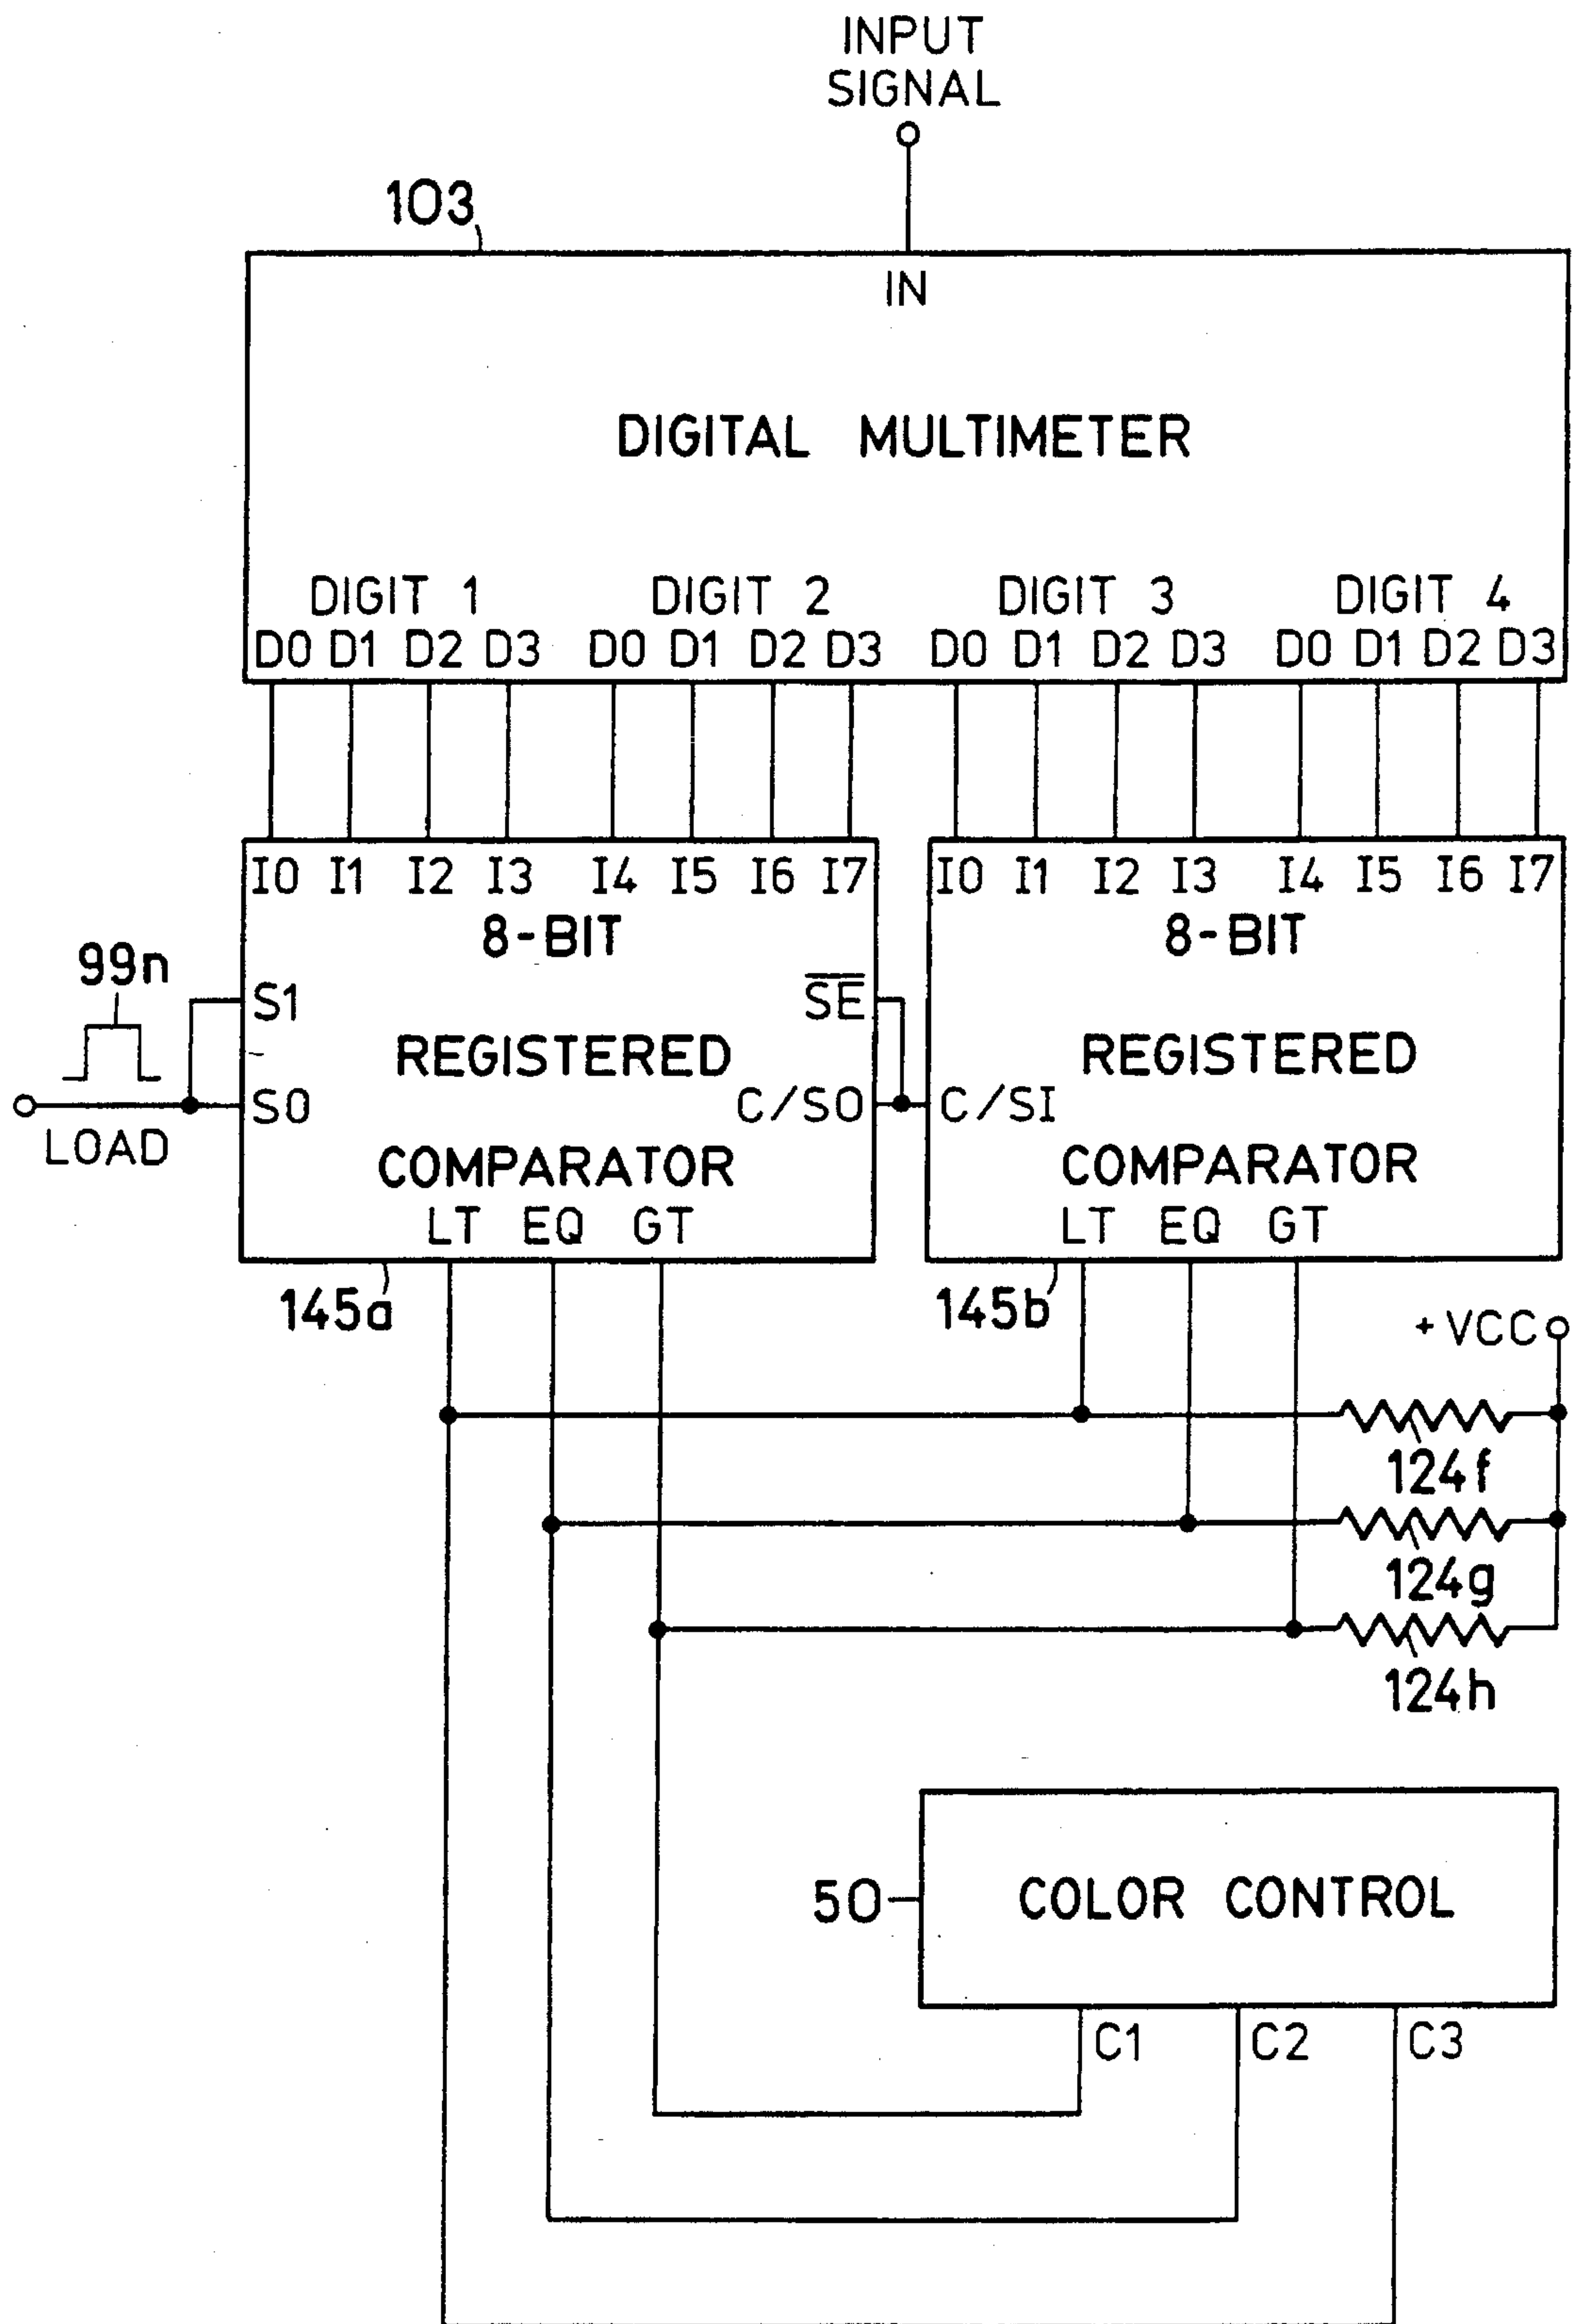 INPUT
SIGNAL
103
IN
DIGITAL MULTIMETER
DIGIT 1 DIGIT 2 DIGIT 3 DIGIT 4
D0 D1 D2 D3 D0 D1 D2 D3 D0 D1 D2 D3 D0 D1 D2 D3
I0 I1 I2 I3 I4 I5 I6 I7 I0 I1 I2 I3 I4 I5 I6 I7
8-BIT 8-BIT
99n
S1 SE
REGISTERED REGISTERED
S0 C/SO C/SI
LOAD
COMPARATOR COMPARATOR
LT EQ GT LT EQ GT
145a 145b
+VCC
124f
124g
124h
50 COLOR CONTROL
C1 C2 C3